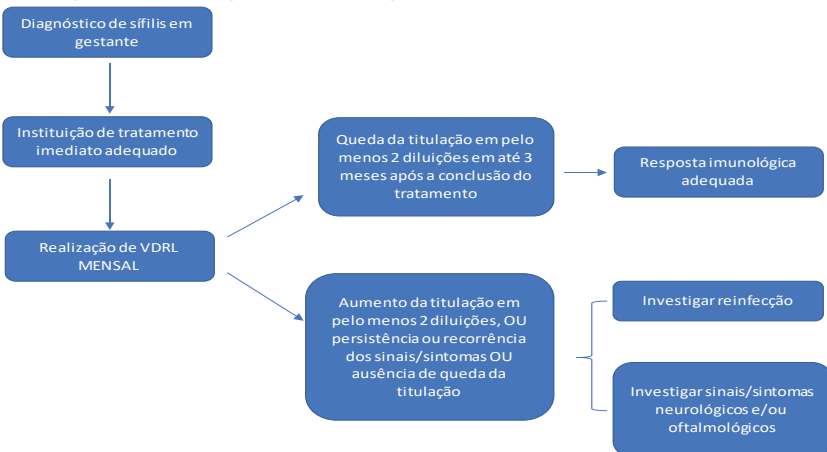 Diagnóstico de sífilis em
gestante
Instituição de tratamento
imediato adequado
Realização de VDRL
MENSAL
Queda da titulação em pelo
menos 2 diluições em até 3
meses após a conclusão do
tratamento
Resposta imunológica
adequada
Aumento da titulação em
pelo menos 2 diluições, OU
persistência ou recorrência
dos sinais/sintomas OU
ausência de queda da
titulação
Investigar reinfecção
Investigar sinais/sintomas
neurológicos e/ou
oftalmológicos